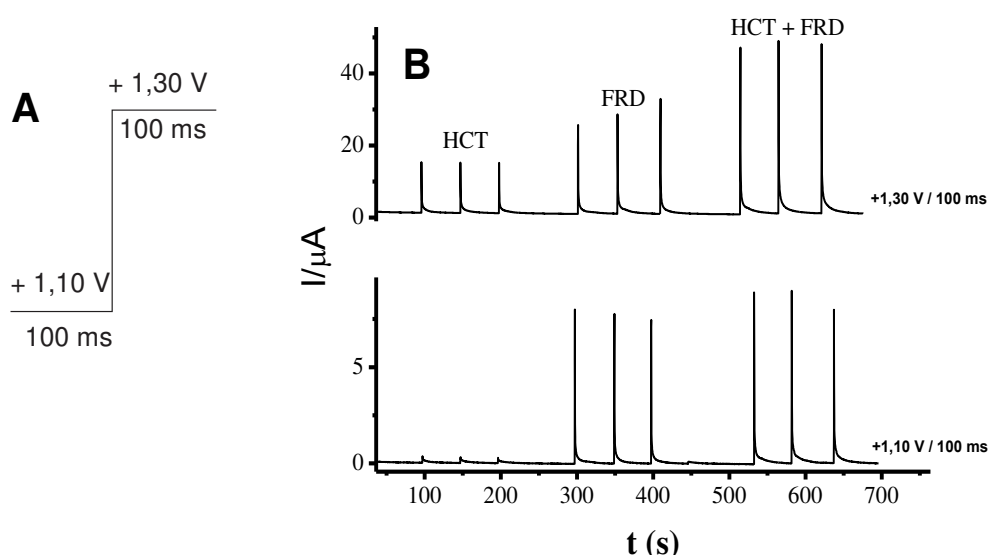 A
+ 1,30 V
100 ms
+ 1,10 V
100 ms
B
HCT
FRD
HCT + FRD
40
20
0
+1,30 V / 100 ms
I/μA
5
0
+1,10 V / 100 ms
100 200 300 400 500 600 700
t (s)